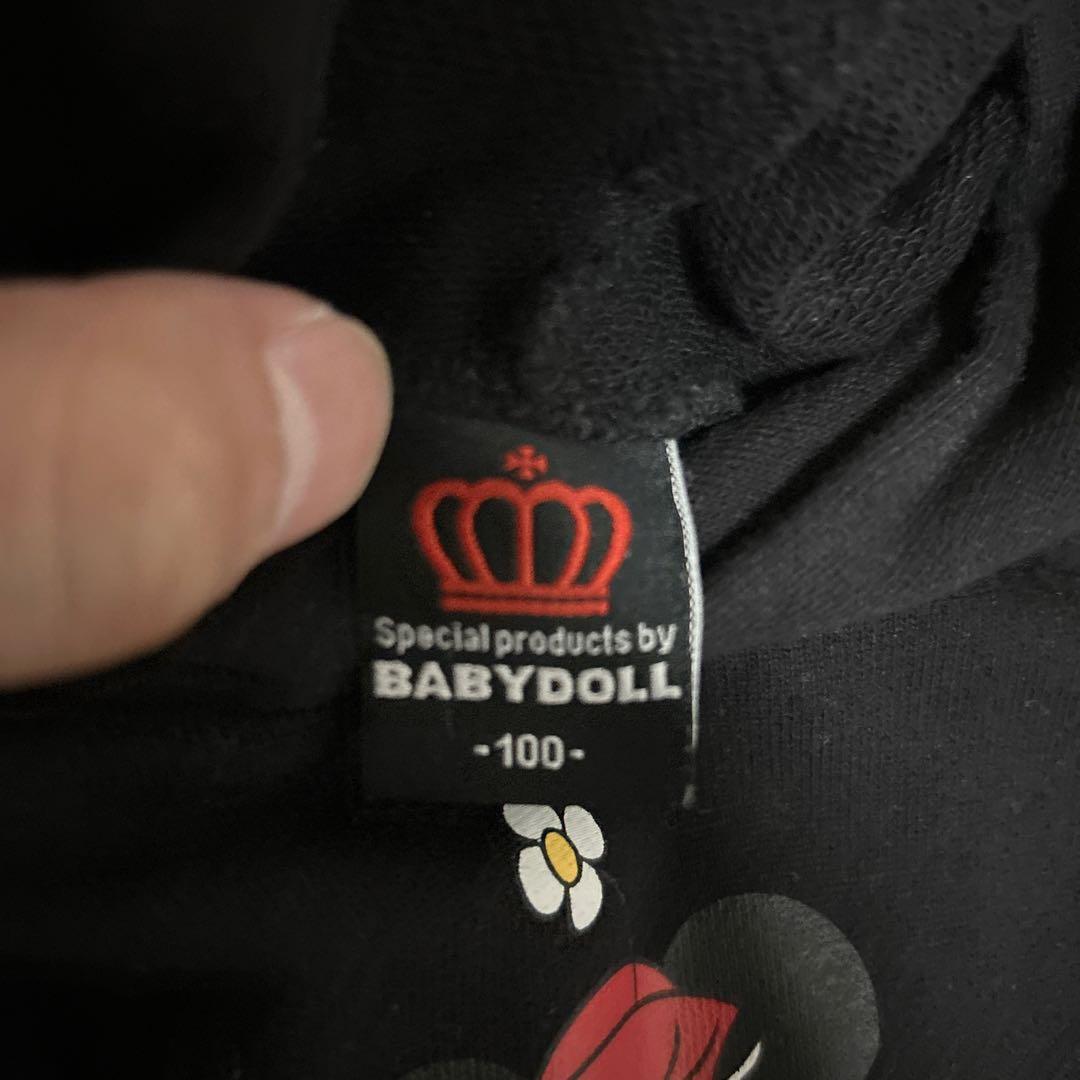 Special products by
BABYDOLL
-100-